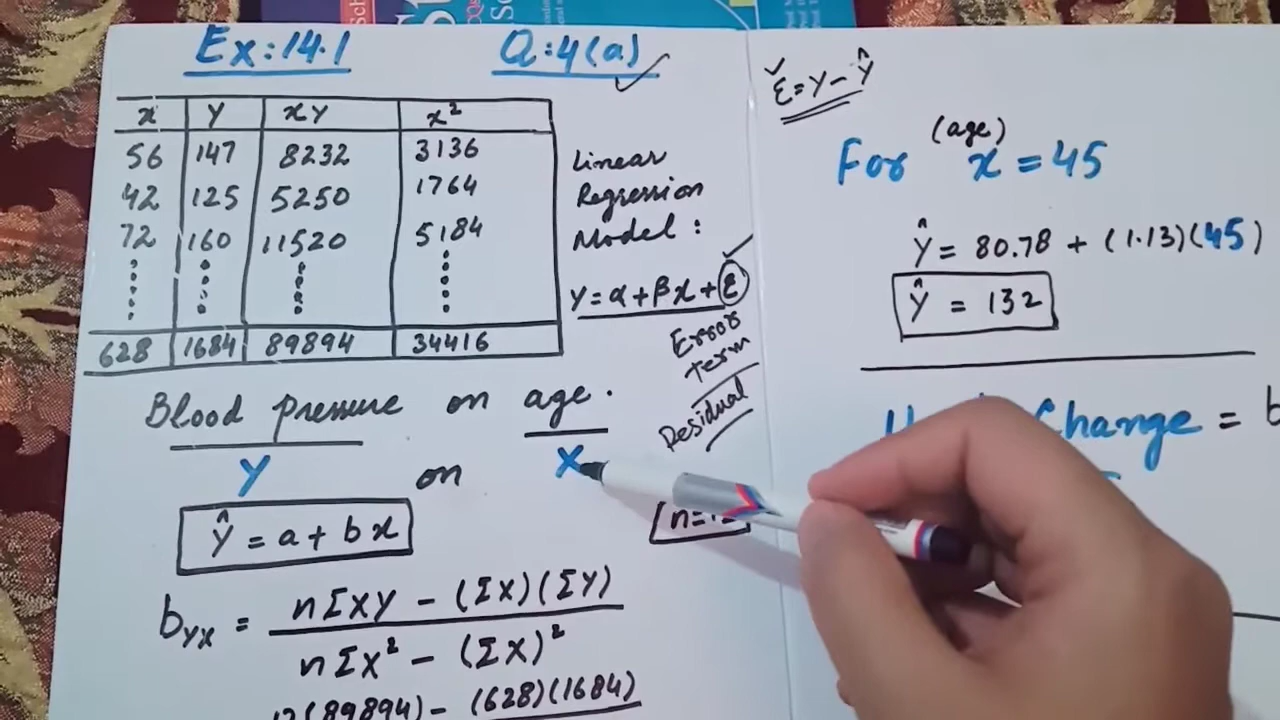 Ex:14.1
Q:4(a)
x Y xY x²
56 147 8232 3136
42 125 5250 1764
72 160 11520 5184
628 1684 89894 34416
Linear
Regression
Model:
Y=α+βx+ε
Error
term
Residual
Blood pressure on age.
Y on X
Ŷ = a+bx
b_YX = nΣXY - (ΣX)(ΣY)
nΣX² - (ΣX)²
(89894) - (628)(1684)
ε=Y-Ŷ
(age)
For x=45
Ŷ = 80.78 + (1.13)(45)
Ŷ = 132
Change = b